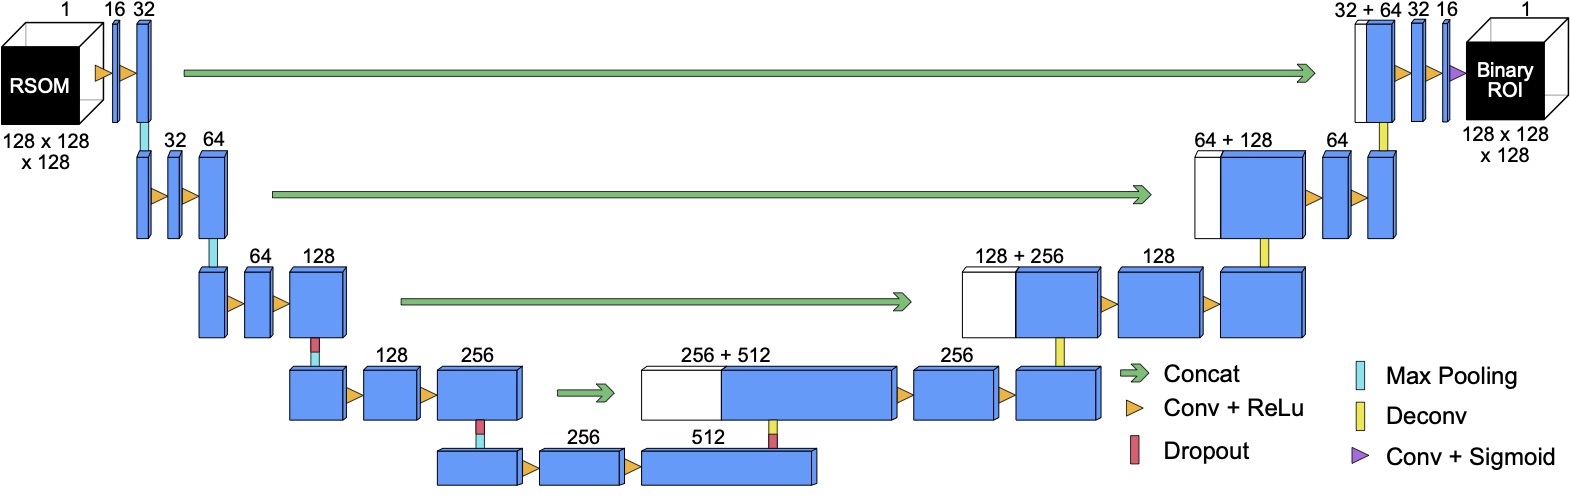 1 16 32
RSOM
128 x 128
x 128
32 + 64 32 16 1
Binary
ROI
128 x 128
x 128
32 64
64 + 128 64
64 128
128 + 256 128
128 256
256 + 512 256
256 512
Concat
Conv + ReLu
Dropout
Max Pooling
Deconv
Conv + Sigmoid